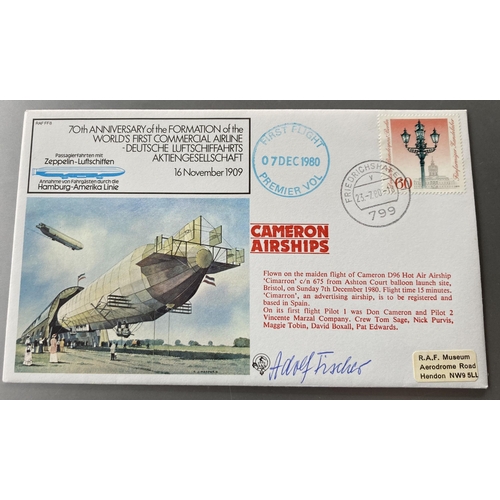 RAF FF6
70th ANNIVERSARY of the FORMATION of the
WORLD'S FIRST COMMERCIAL AIRLINE
-DEUTSCHE LUFTSCHIFFAHRTS
AKTIENGESELLSCHAFT
16 November 1909
Passagierfahrten mit
Zeppelin-Luftschiffen
Annahme von Fahrgästen durch die
Hamburg-Amerika Linie
FIRST FLIGHT
07 DEC 1980
PREMIER VOL
FRIEDRICHSHAFEN
799
60
CAMERON
AIRSHIPS
Flown on the maiden flight of Cameron D96 Hot Air Airship
'Cimarron' c/n 675 from Ashton Court balloon launch site,
Bristol, on Sunday 7th December 1980. Flight time 15 minutes.
'Cimarron', an advertising airship, is to be registered and
based in Spain.
On its first flight Pilot 1 was Don Cameron and Pilot 2
Vincente Marzal Company. Crew Tom Sage, Nick Purvis,
Maggie Tobin, David Boxall, Pat Edwards.
Adolf Fischer
R.A.F. Museum
Aerodrome Road
Hendon NW9 5LL